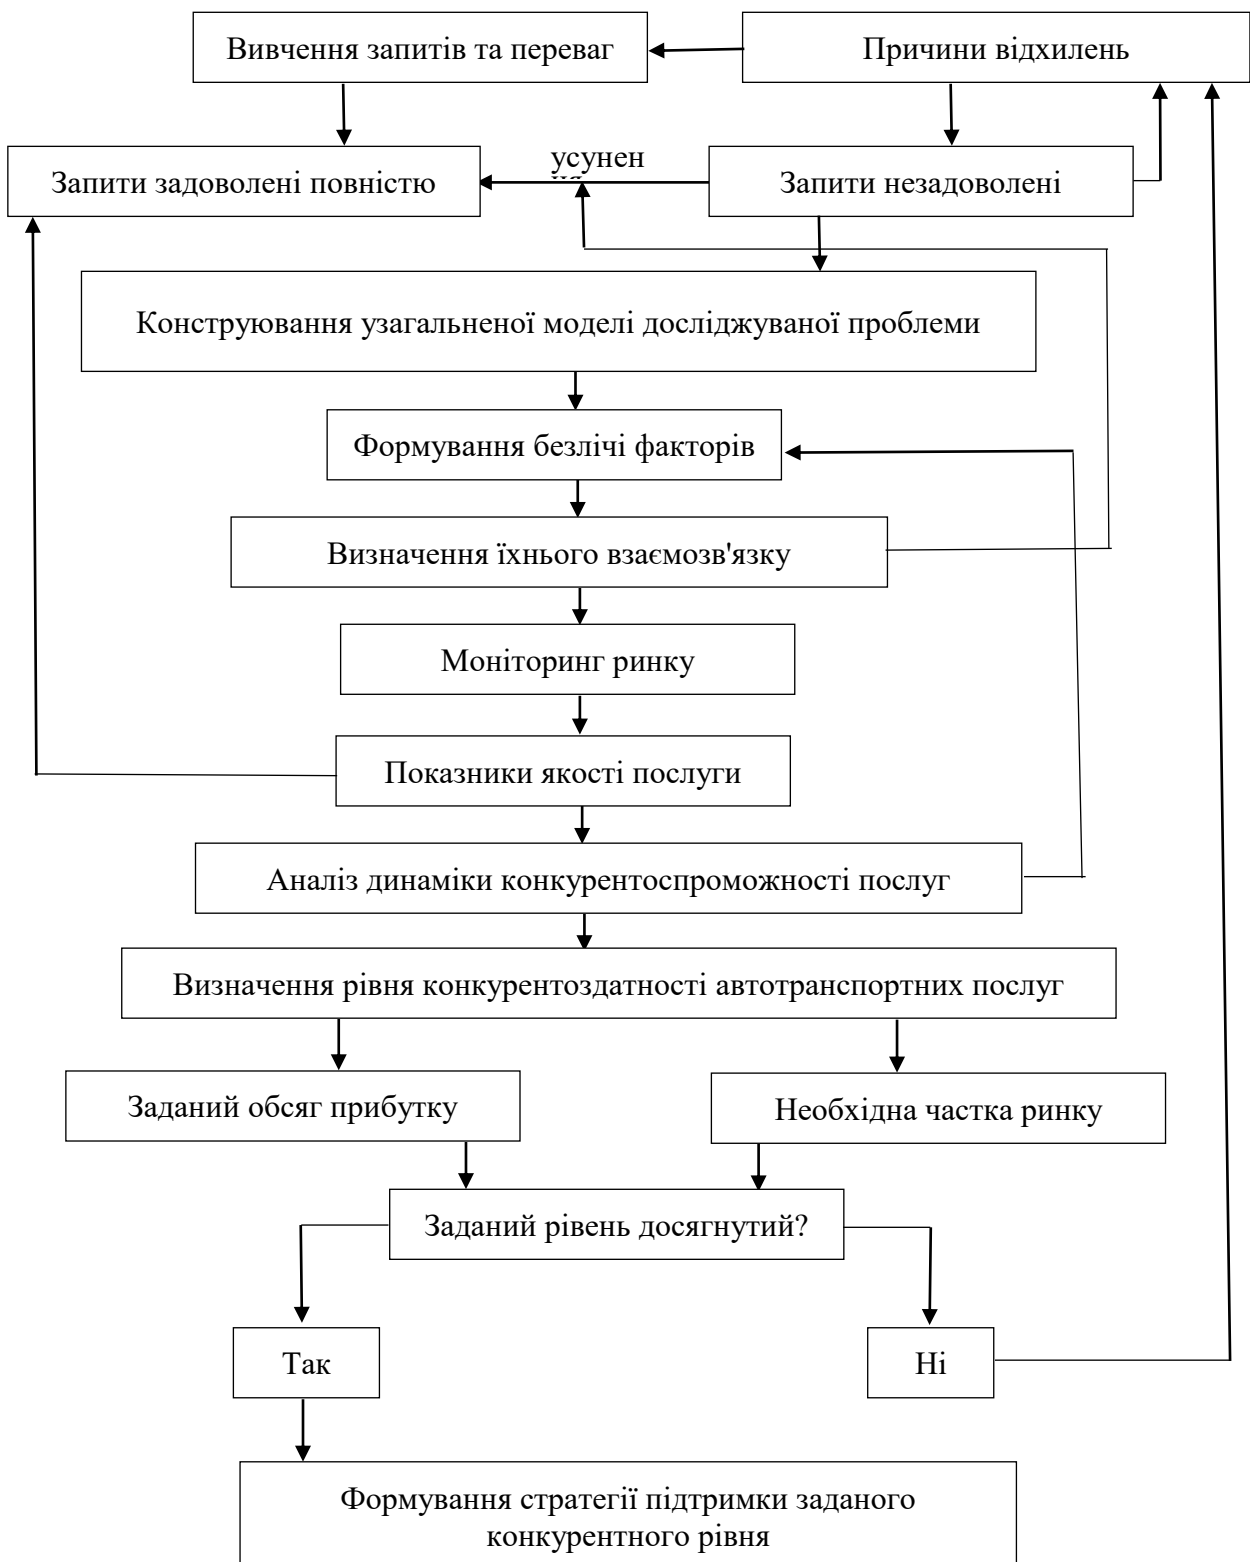 Вивчення запитів та переваг
Причини відхилень
усунен
Запити задоволені повністю
Запити незадоволені
Конструювання узагальненої моделі досліджуваної проблеми
Формування безлічі факторів
Визначення їхнього взаємозв'язку
Моніторинг ринку
Показники якості послуги
Аналіз динаміки конкурентоспроможності послуг
Визначення рівня конкурентоздатності автотранспортних послуг
Заданий обсяг прибутку
Необхідна частка ринку
Заданий рівень досягнутий?
Так
Ні
Формування стратегії підтримки заданого
конкурентного рівня